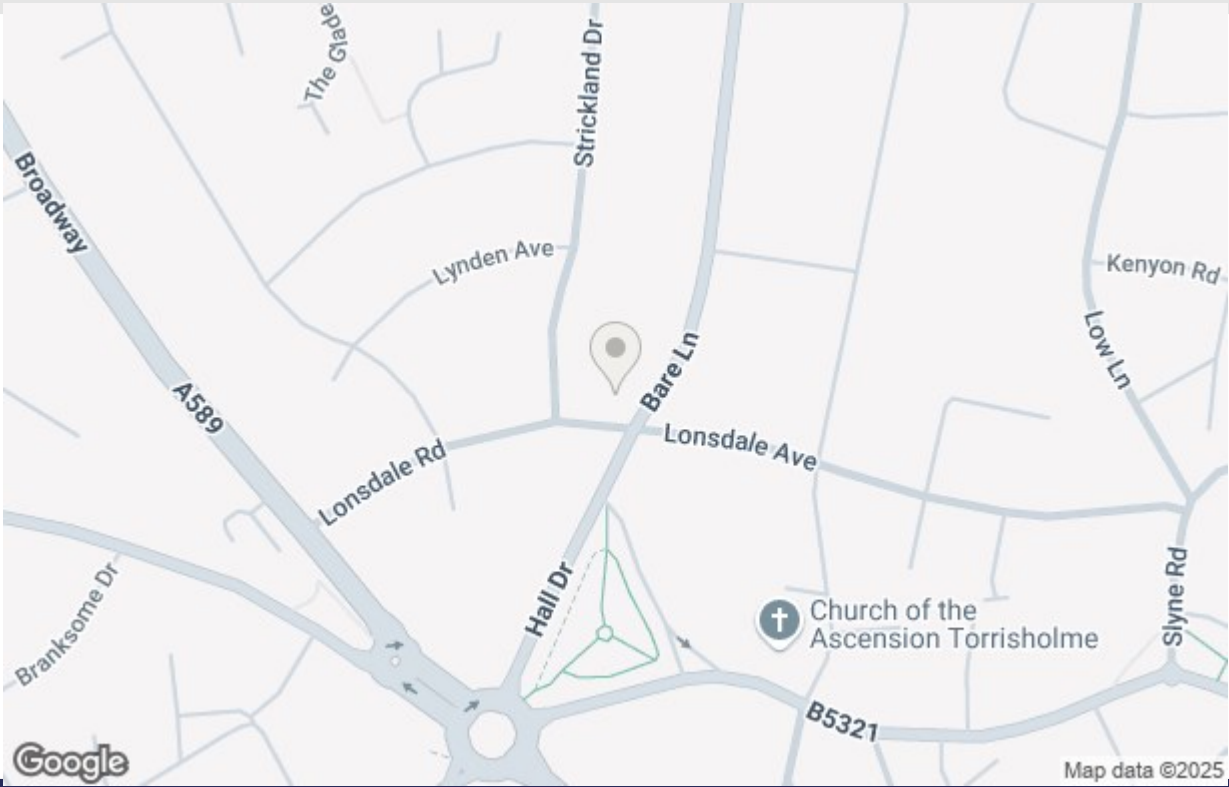 The Glade
Strickland Dr
Broadway
Lynden Ave
Kenyon Rd
Bare Ln
Low Ln
A589
Lonsdale Rd
Lonsdale Ave
Hall Dr
Branksome Dr
Slyne Rd
Church of the
Ascension Torrisholme
B5321
Google
Map data ©2025